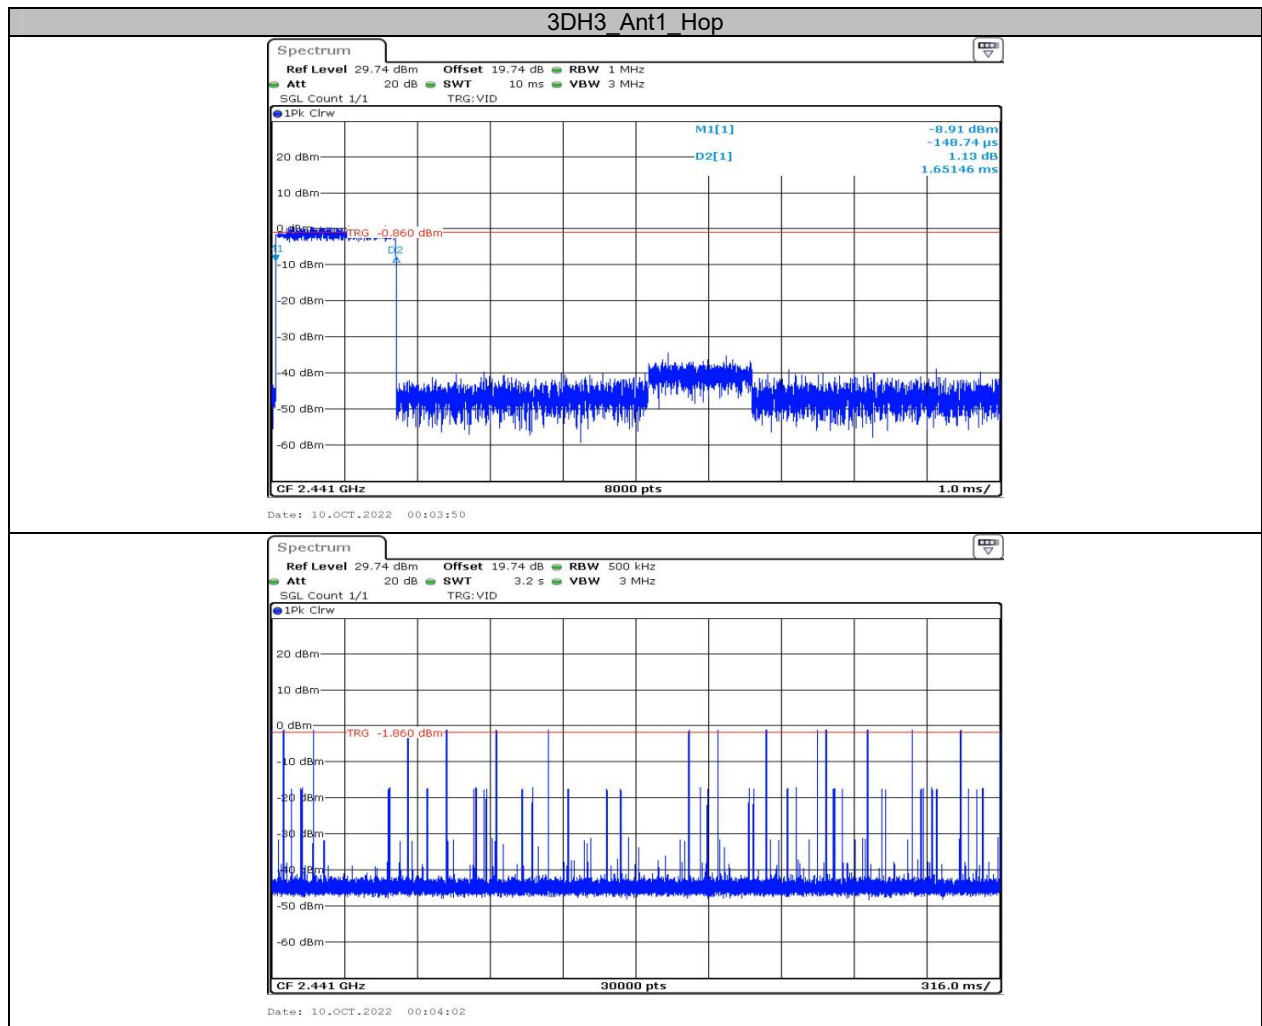 3DH3_Ant1_Hop
Spectrum
Ref Level 29.74 dBm Offset 19.74 dB RBW 1 MHz
Att 20 dB SWT 10 ms VBW 3 MHz
SGL Count 1/1 TRG:VID
1Pk Clrw
M1[1] -8.91 dBm
-148.74 µs
D2[1] 1.13 dB
1.65146 ms
20 dBm
10 dBm
0 dBm
TRG -0.860 dBm
D2
-10 dBm
-20 dBm
-30 dBm
-40 dBm
-50 dBm
-60 dBm
CF 2.441 GHz 8000 pts 1.0 ms/
Date: 10.OCT.2022 00:03:50
Spectrum
Ref Level 29.74 dBm Offset 19.74 dB RBW 500 kHz
Att 20 dB SWT 3.2 s VBW 3 MHz
SGL Count 1/1 TRG:VID
1Pk Clrw
20 dBm
10 dBm
0 dBm
TRG -1.860 dBm
-10 dBm
-20 dBm
-30 dBm
-40 dBm
-50 dBm
-60 dBm
CF 2.441 GHz 30000 pts 316.0 ms/
Date: 10.OCT.2022 00:04:02